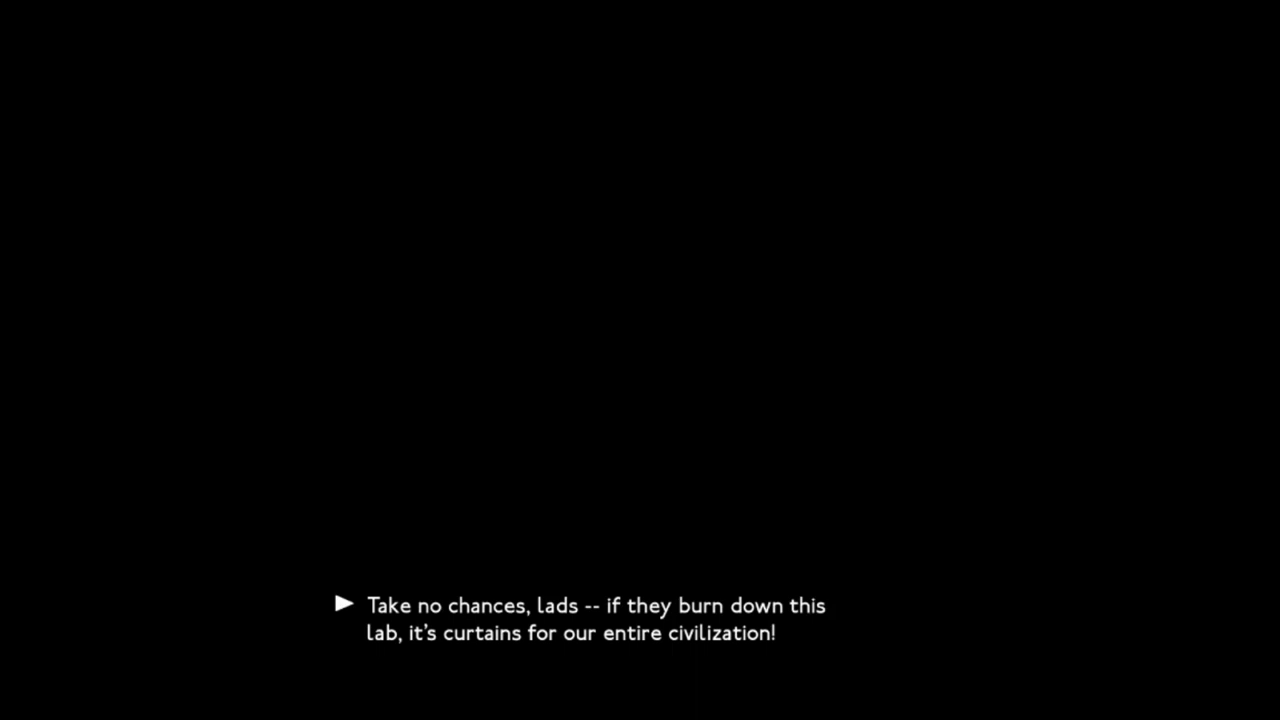 Take no chances, lads -- if they burn down this
lab, it's curtains for our entire civilization!